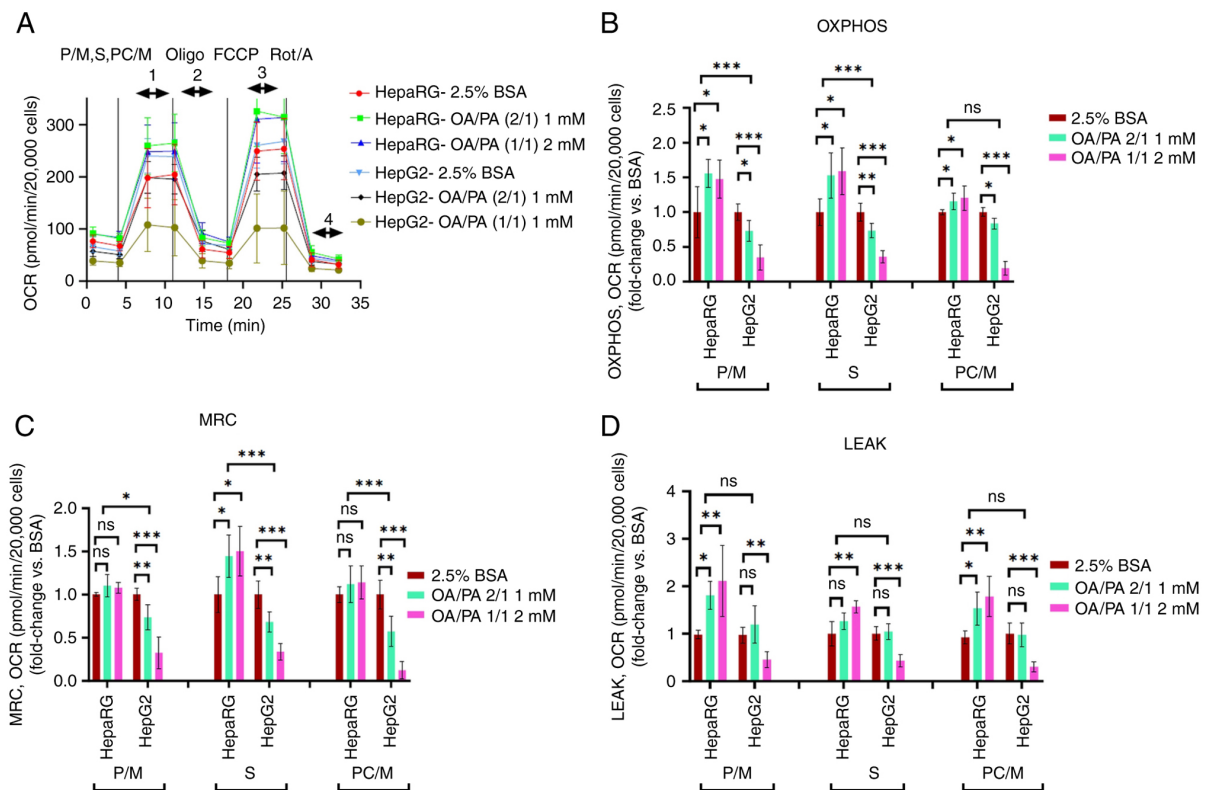 A
P/M,S,PC/M Oligo FCCP Rot/A
1 2 3
4
OCR (pmol/min/20,000 cells)
300
200
100
0
0 5 10 15 20 25 30 35
Time (min)
HepaRG- 2.5% BSA
HepaRG- OA/PA (2/1) 1 mM
HepaRG- OA/PA (1/1) 2 mM
HepG2- 2.5% BSA
HepG2- OA/PA (2/1) 1 mM
HepG2- OA/PA (1/1) 1 mM
B
OXPHOS
OXPHOS, OCR (pmol/min/20,000 cells)
(fold-change vs. BSA)
2.5
2.0
1.5
1.0
0.5
0.0
*** *** ns
* * *** * * *** * * ***
* ** *
HepaRG HepG2 HepaRG HepG2 HepaRG HepG2
P/M S PC/M
2.5% BSA
OA/PA 2/1 1 mM
OA/PA 1/1 2 mM
C
MRC
MRC, OCR (pmol/min/20,000 cells)
(fold-change vs. BSA)
2.0
1.5
1.0
0.5
0.0
* *** ***
ns ns *** ** * * *** ** ns ns *** **
HepaRG HepG2 HepaRG HepG2 HepaRG HepG2
P/M S PC/M
2.5% BSA
OA/PA 2/1 1 mM
OA/PA 1/1 2 mM
D
LEAK
LEAK, OCR (pmol/min/20,000 cells)
(fold-change vs. BSA)
4
3
2
1
0
ns ns ns
** * ** ns ** ns *** ns ** * *** ns
HepaRG HepG2 HepaRG HepG2 HepaRG HepG2
P/M S PC/M
2.5% BSA
OA/PA 2/1 1 mM
OA/PA 1/1 2 mM